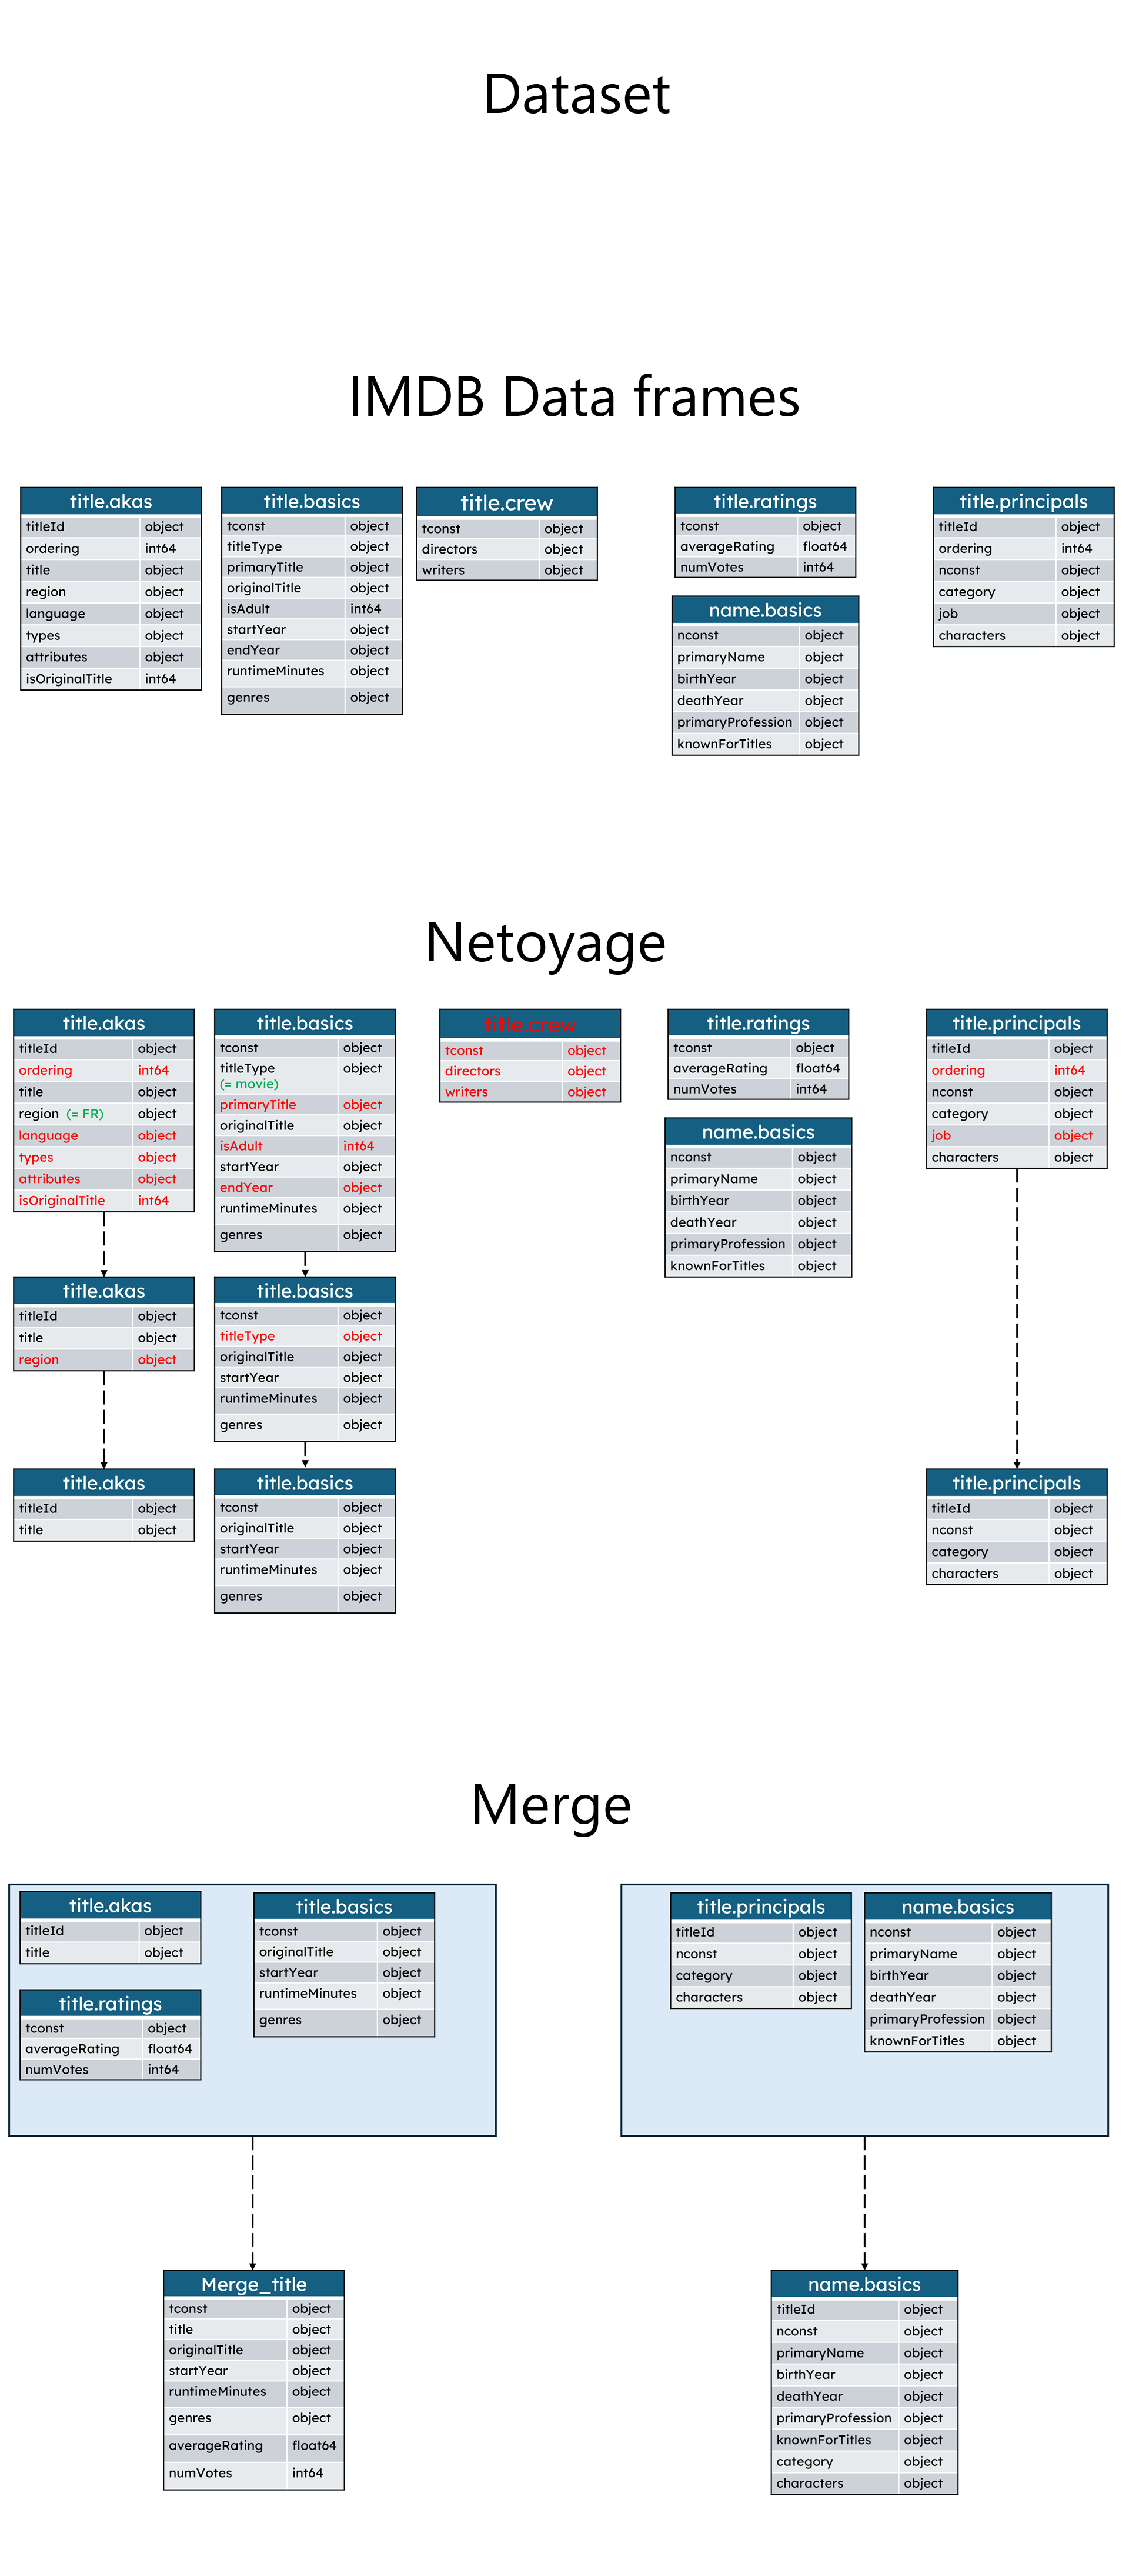 Dataset
IMDB Data frames
title.akas
titleId object
ordering int64
title object
region object
language object
types object
attributes object
isOriginalTitle int64
title.basics
tconst object
titleType object
primaryTitle object
originalTitle object
isAdult int64
startYear object
endYear object
runtimeMinutes object
genres object
title.crew
tconst object
directors object
writers object
title.ratings
tconst object
averageRating float64
numVotes int64
name.basics
nconst object
primaryName object
birthYear object
deathYear object
primaryProfession object
knownForTitles object
title.principals
titleId object
ordering int64
nconst object
category object
job object
characters object
Netoyage
title.akas
titleId object
ordering int64
title object
region (= FR) object
language object
types object
attributes object
isOriginalTitle int64
title.akas
titleId object
title object
region object
title.akas
titleId object
title object
title.basics
tconst object
titleType object
(= movie)
primaryTitle object
originalTitle object
isAdult int64
startYear object
endYear object
runtimeMinutes object
genres object
title.basics
tconst object
titleType object
originalTitle object
startYear object
runtimeMinutes object
genres object
title.basics
tconst object
originalTitle object
startYear object
runtimeMinutes object
genres object
title.crew
tconst object
directors object
writers object
title.ratings
tconst object
averageRating float64
numVotes int64
name.basics
nconst object
primaryName object
birthYear object
deathYear object
primaryProfession object
knownForTitles object
title.principals
titleId object
ordering int64
nconst object
category object
job object
characters object
title.principals
titleId object
nconst object
category object
characters object
Merge
title.akas
titleId object
title object
title.ratings
tconst object
averageRating float64
numVotes int64
title.basics
tconst object
originalTitle object
startYear object
runtimeMinutes object
genres object
title.principals
titleId object
nconst object
category object
characters object
name.basics
nconst object
primaryName object
birthYear object
deathYear object
primaryProfession object
knownForTitles object
Merge_title
tconst object
title object
originalTitle object
startYear object
runtimeMinutes object
genres object
averageRating float64
numVotes int64
name.basics
titleId object
nconst object
primaryName object
birthYear object
deathYear object
primaryProfession object
knownForTitles object
category object
characters object